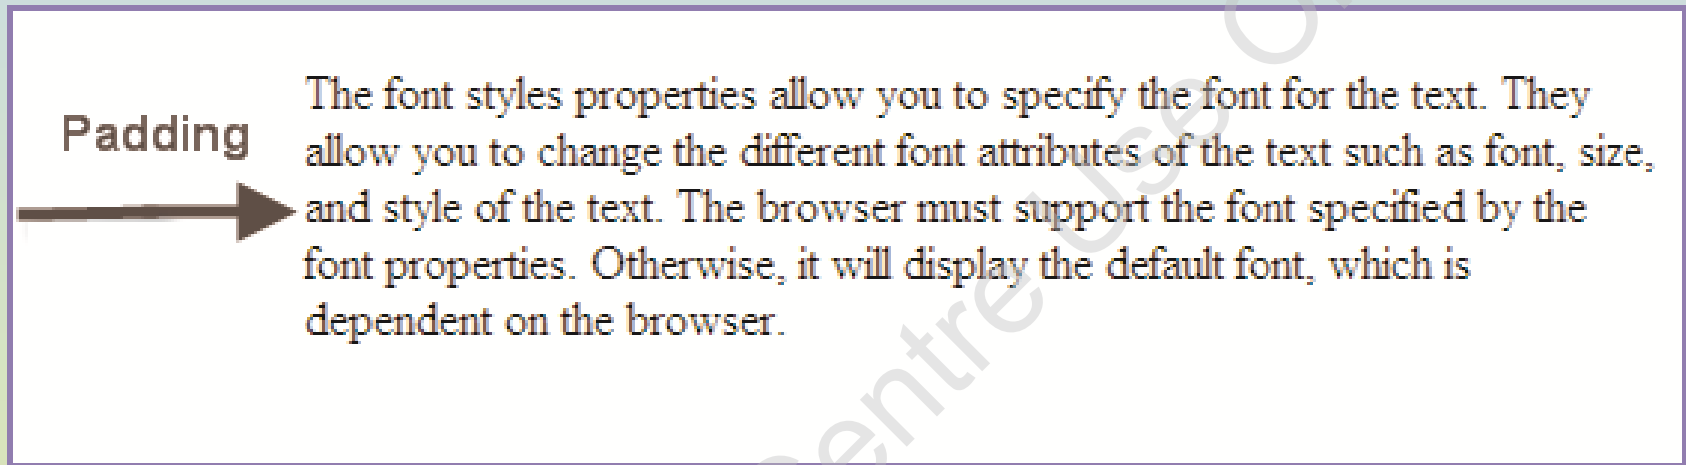 Padding
The font styles properties allow you to specify the font for the text. They
allow you to change the different font attributes of the text such as font, size,
and style of the text. The browser must support the font specified by the
font properties. Otherwise, it will display the default font, which is
dependent on the browser.
Centre Use